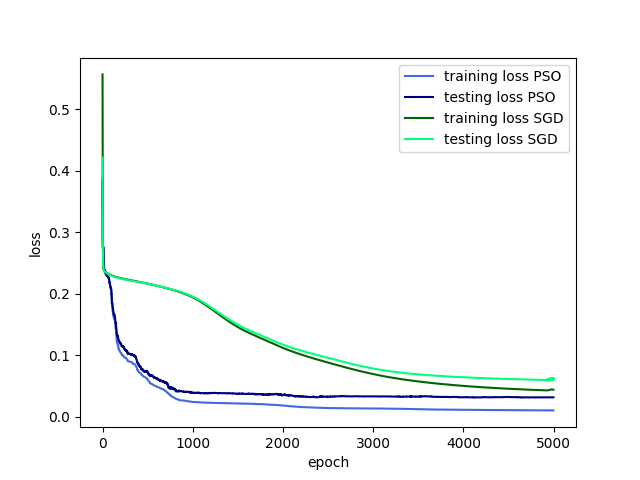 training loss PSO
testing loss PSO
training loss SGD
testing loss SGD
loss
0.5
0.4
0.3
0.2
0.1
0.0
0 1000 2000 3000 4000 5000
epoch